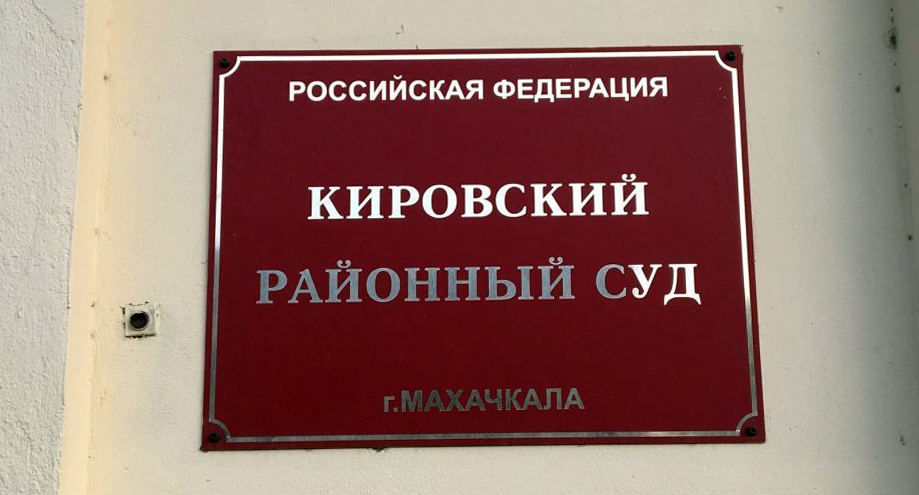 РОССИЙСКАЯ ФЕДЕРАЦИЯ
КИРОВСКИЙ
РАЙОННЫЙ СУД
г.МАХАЧКАЛА